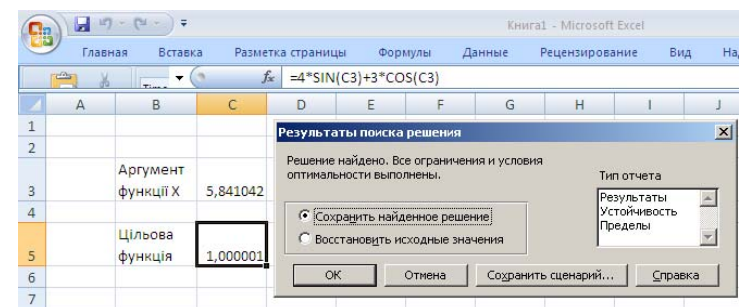 Книга1 - Microsoft Excel
Главная Вставка Разметка страницы Формулы Данные Рецензирование Вид На
fx =4*SIN(C3)+3*COS(C3)
A B C D E F G H I J
1
2
3 Аргумент функції X 5,841042
4
5 Цільова функція 1,000001
6
7
Результаты поиска решения
Решение найдено. Все ограничения и условия
оптимальности выполнены.
Тип отчета
Результаты
Устойчивость
Пределы
Сохранить найденное решение
Восстановить исходные значения
ОК Отмена Сохранить сценарий... Справка